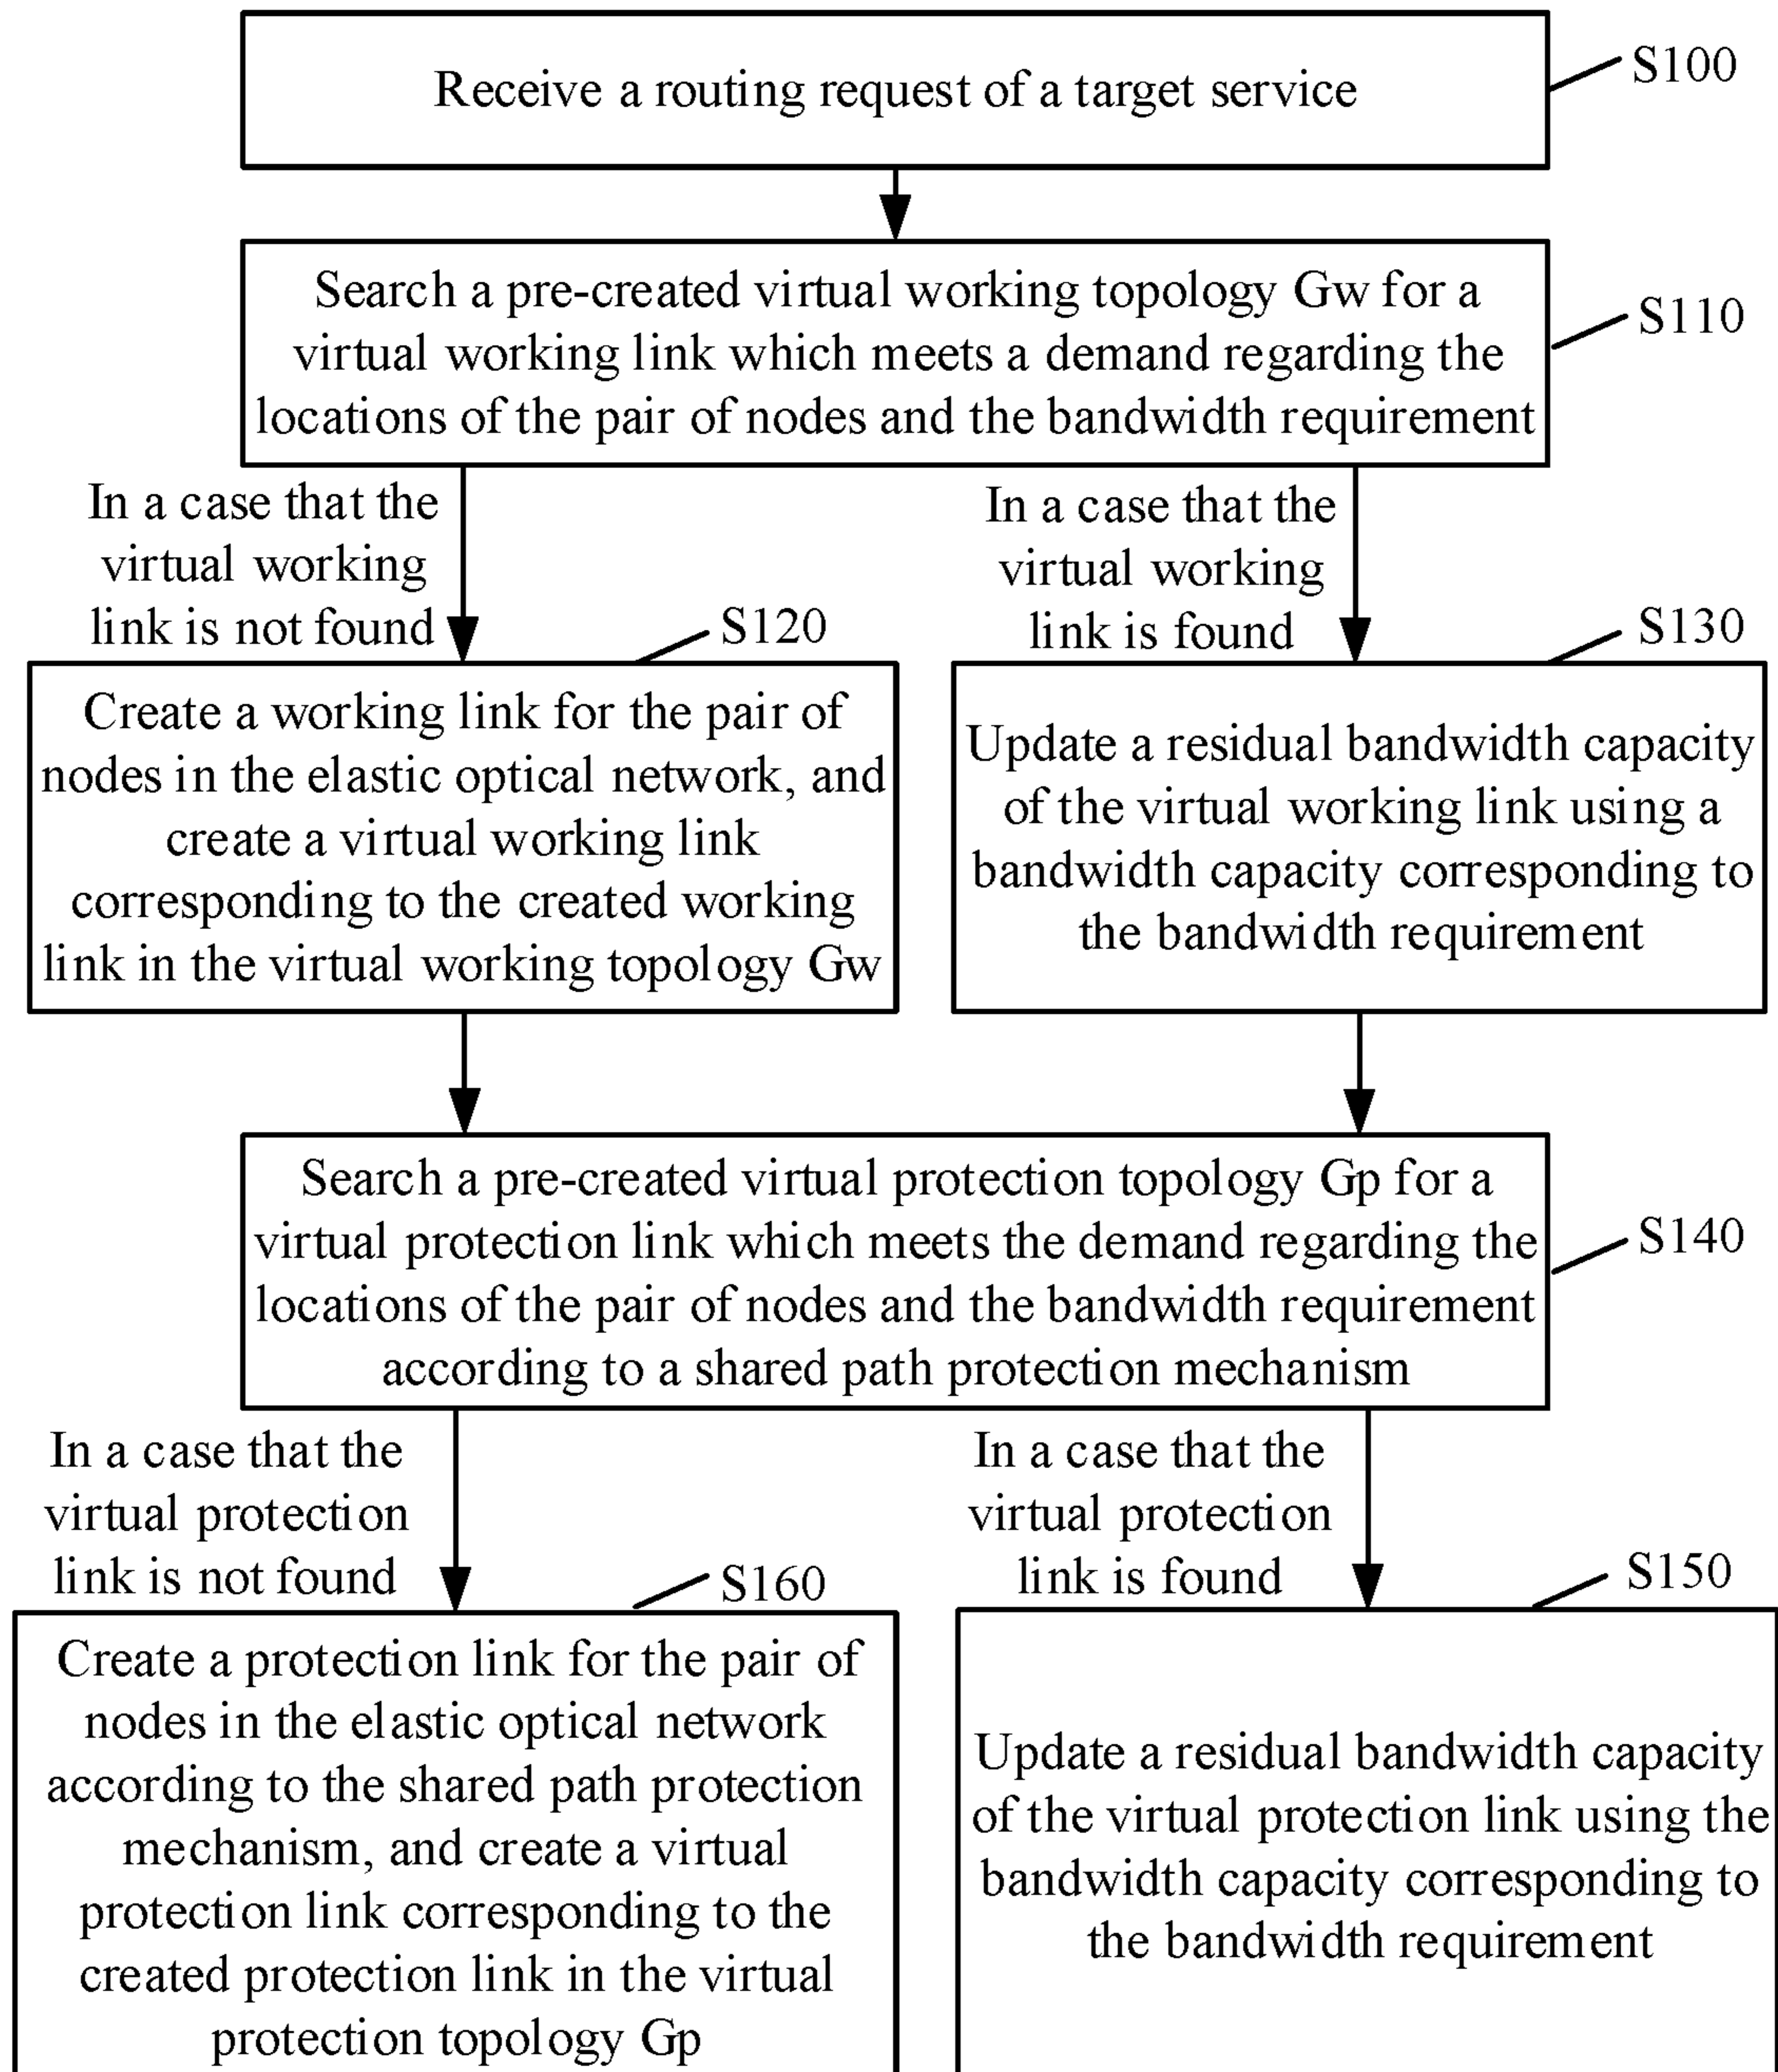 Receive a routing request of a target service
S100
Search a pre-created virtual working topology Gw for a
virtual working link which meets a demand regarding the
locations of the pair of nodes and the bandwidth requirement
S110
In a case that the
virtual working
link is not found
In a case that the
virtual working
link is found
S120
Create a working link for the pair of
nodes in the elastic optical network, and
create a virtual working link
corresponding to the created working
link in the virtual working topology Gw
S130
Update a residual bandwidth capacity
of the virtual working link using a
bandwidth capacity corresponding to
the bandwidth requirement
Search a pre-created virtual protection topology Gp for a
virtual protection link which meets the demand regarding the
locations of the pair of nodes and the bandwidth requirement
according to a shared path protection mechanism
S140
In a case that the
virtual protection
link is not found
In a case that the
virtual protection
link is found
S160
Create a protection link for the pair of
nodes in the elastic optical network
according to the shared path protection
mechanism, and create a virtual
protection link corresponding to the
created protection link in the virtual
protection topology Gp
S150
Update a residual bandwidth capacity
of the virtual protection link using the
bandwidth capacity corresponding to
the bandwidth requirement